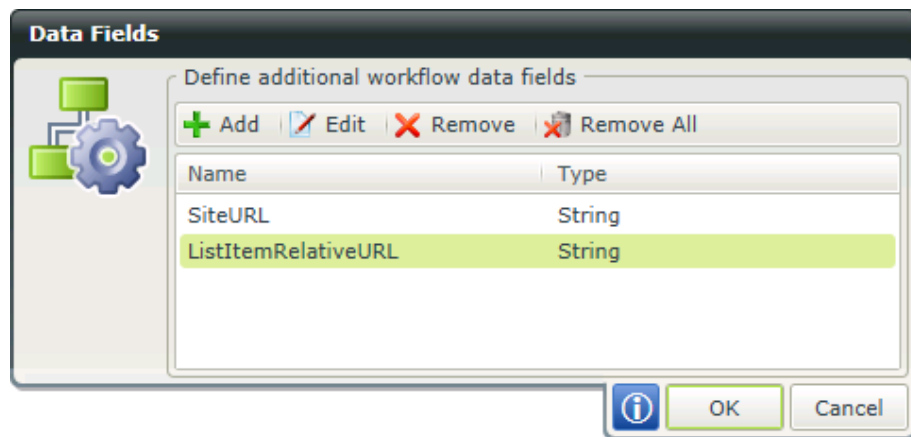 Data Fields
Define additional workflow data fields
Add Edit Remove Remove All
Name Type
SiteURL String
ListItemRelativeURL String
OK Cancel